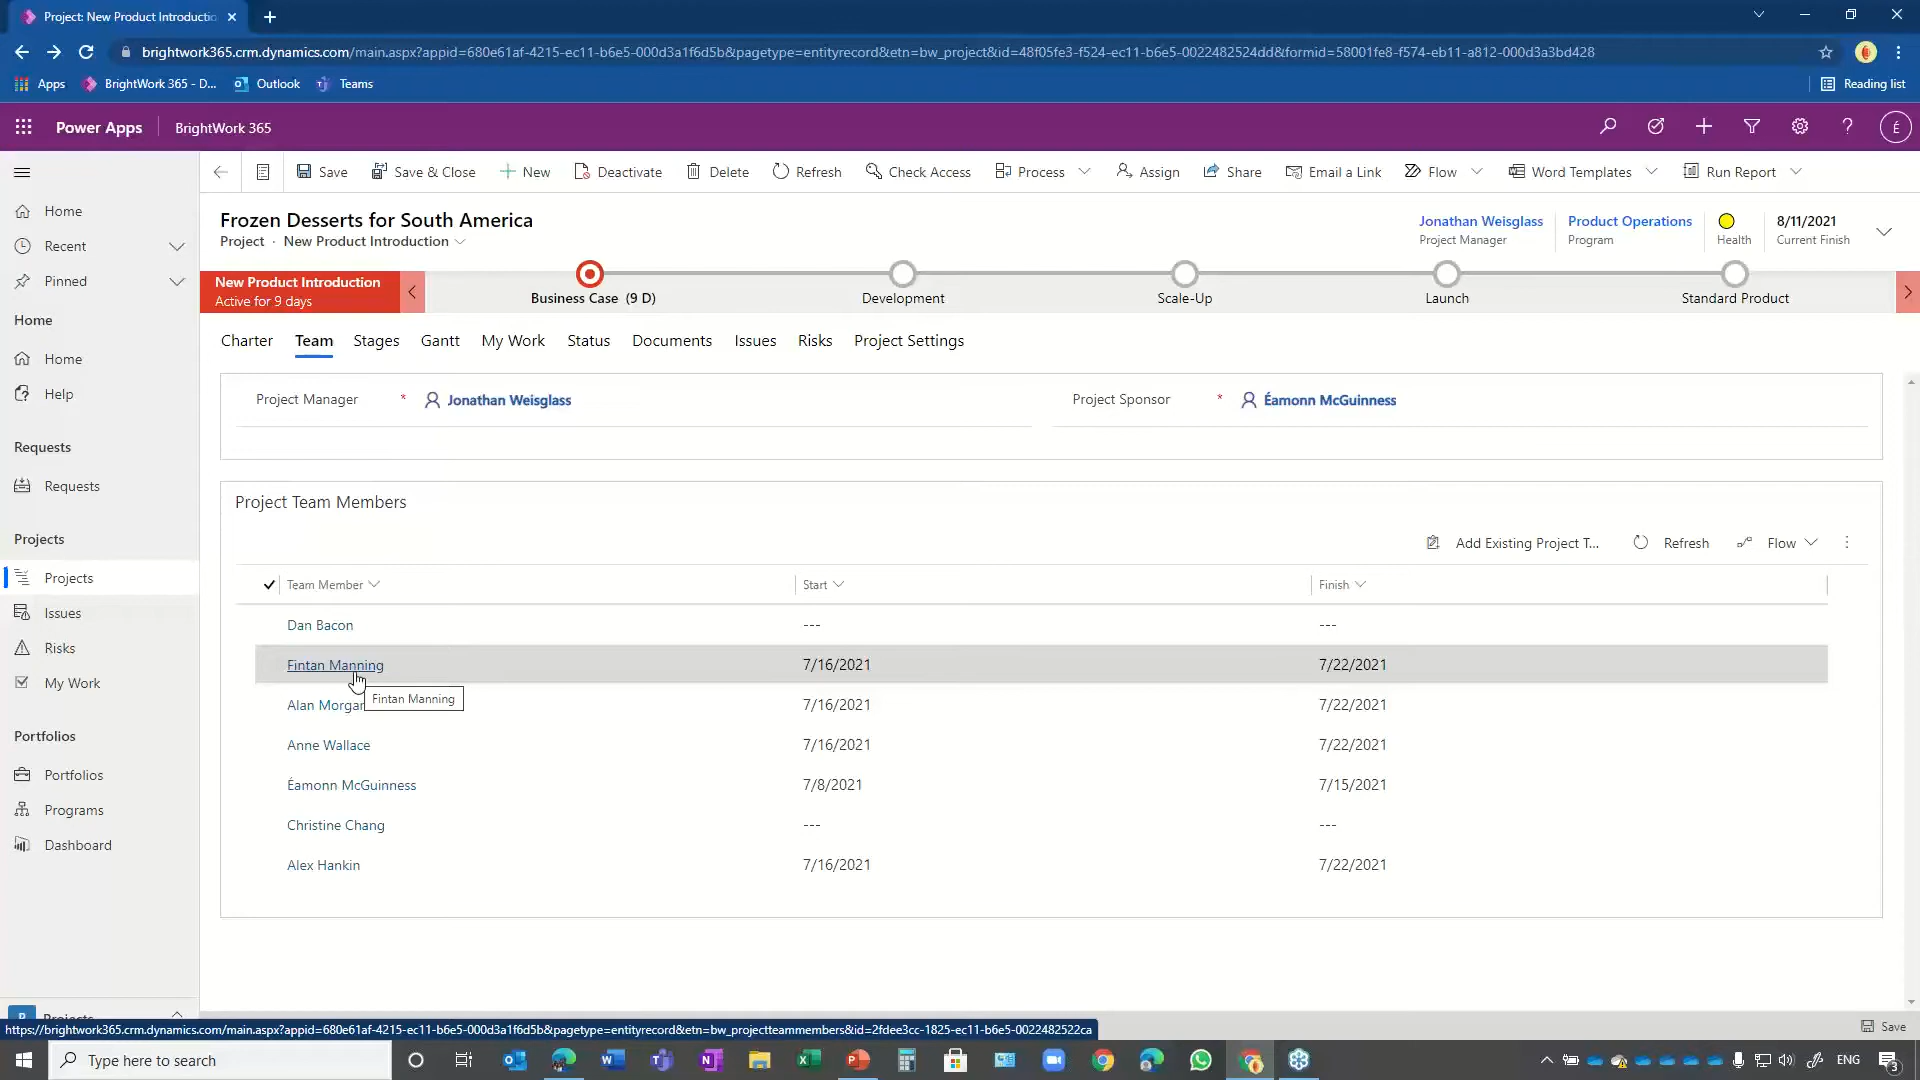 Project: New Product Introductio
brightwork365.crm.dynamics.com/main.aspx?appid=680e61af-4215-ec11-b6e5-000d3a1f6d5b&pagetype=entityrecord&etn=bw_project&id=48f05fe3-f524-ec11-b6e5-0022482524dd&formid=58001fe8-f574-eb11-a812-000d3a3bd428
Apps BrightWork 365 - D... Outlook Teams Reading list
Power Apps BrightWork 365 É
Save Save & Close New Deactivate Delete Refresh Check Access Process Assign Share Email a Link Flow Word Templates Run Report
Home
Recent
Pinned
Home
Home
Help
Requests
Requests
Projects
Projects
Issues
Risks
My Work
Portfolios
Portfolios
Programs
Dashboard
Frozen Desserts for South America
Project · New Product Introduction
Jonathan Weisglass Product Operations 8/11/2021
Project Manager Program Health Current Finish
New Product Introduction
Active for 9 days
Business Case (9 D) Development Scale-Up Launch Standard Product
Charter Team Stages Gantt My Work Status Documents Issues Risks Project Settings
Project Manager * Jonathan Weisglass Project Sponsor * Éamonn McGuinness
Project Team Members
Add Existing Project T... Refresh Flow
Team Member Start Finish
Dan Bacon --- ---
Fintan Manning 7/16/2021 7/22/2021
Fintan Manning
Alan Morgan 7/16/2021 7/22/2021
Anne Wallace 7/16/2021 7/22/2021
Éamonn McGuinness 7/8/2021 7/15/2021
Christine Chang --- ---
Alex Hankin 7/16/2021 7/22/2021
P Projects
https://brightwork365.crm.dynamics.com/main.aspx?appid=680e61af-4215-ec11-b6e5-000d3a1f6d5b&pagetype=entityrecord&etn=bw_projectteammembers&id=2fdee3cc-1825-ec11-b6e5-0022482522ca
Save
Type here to search
ENG
3